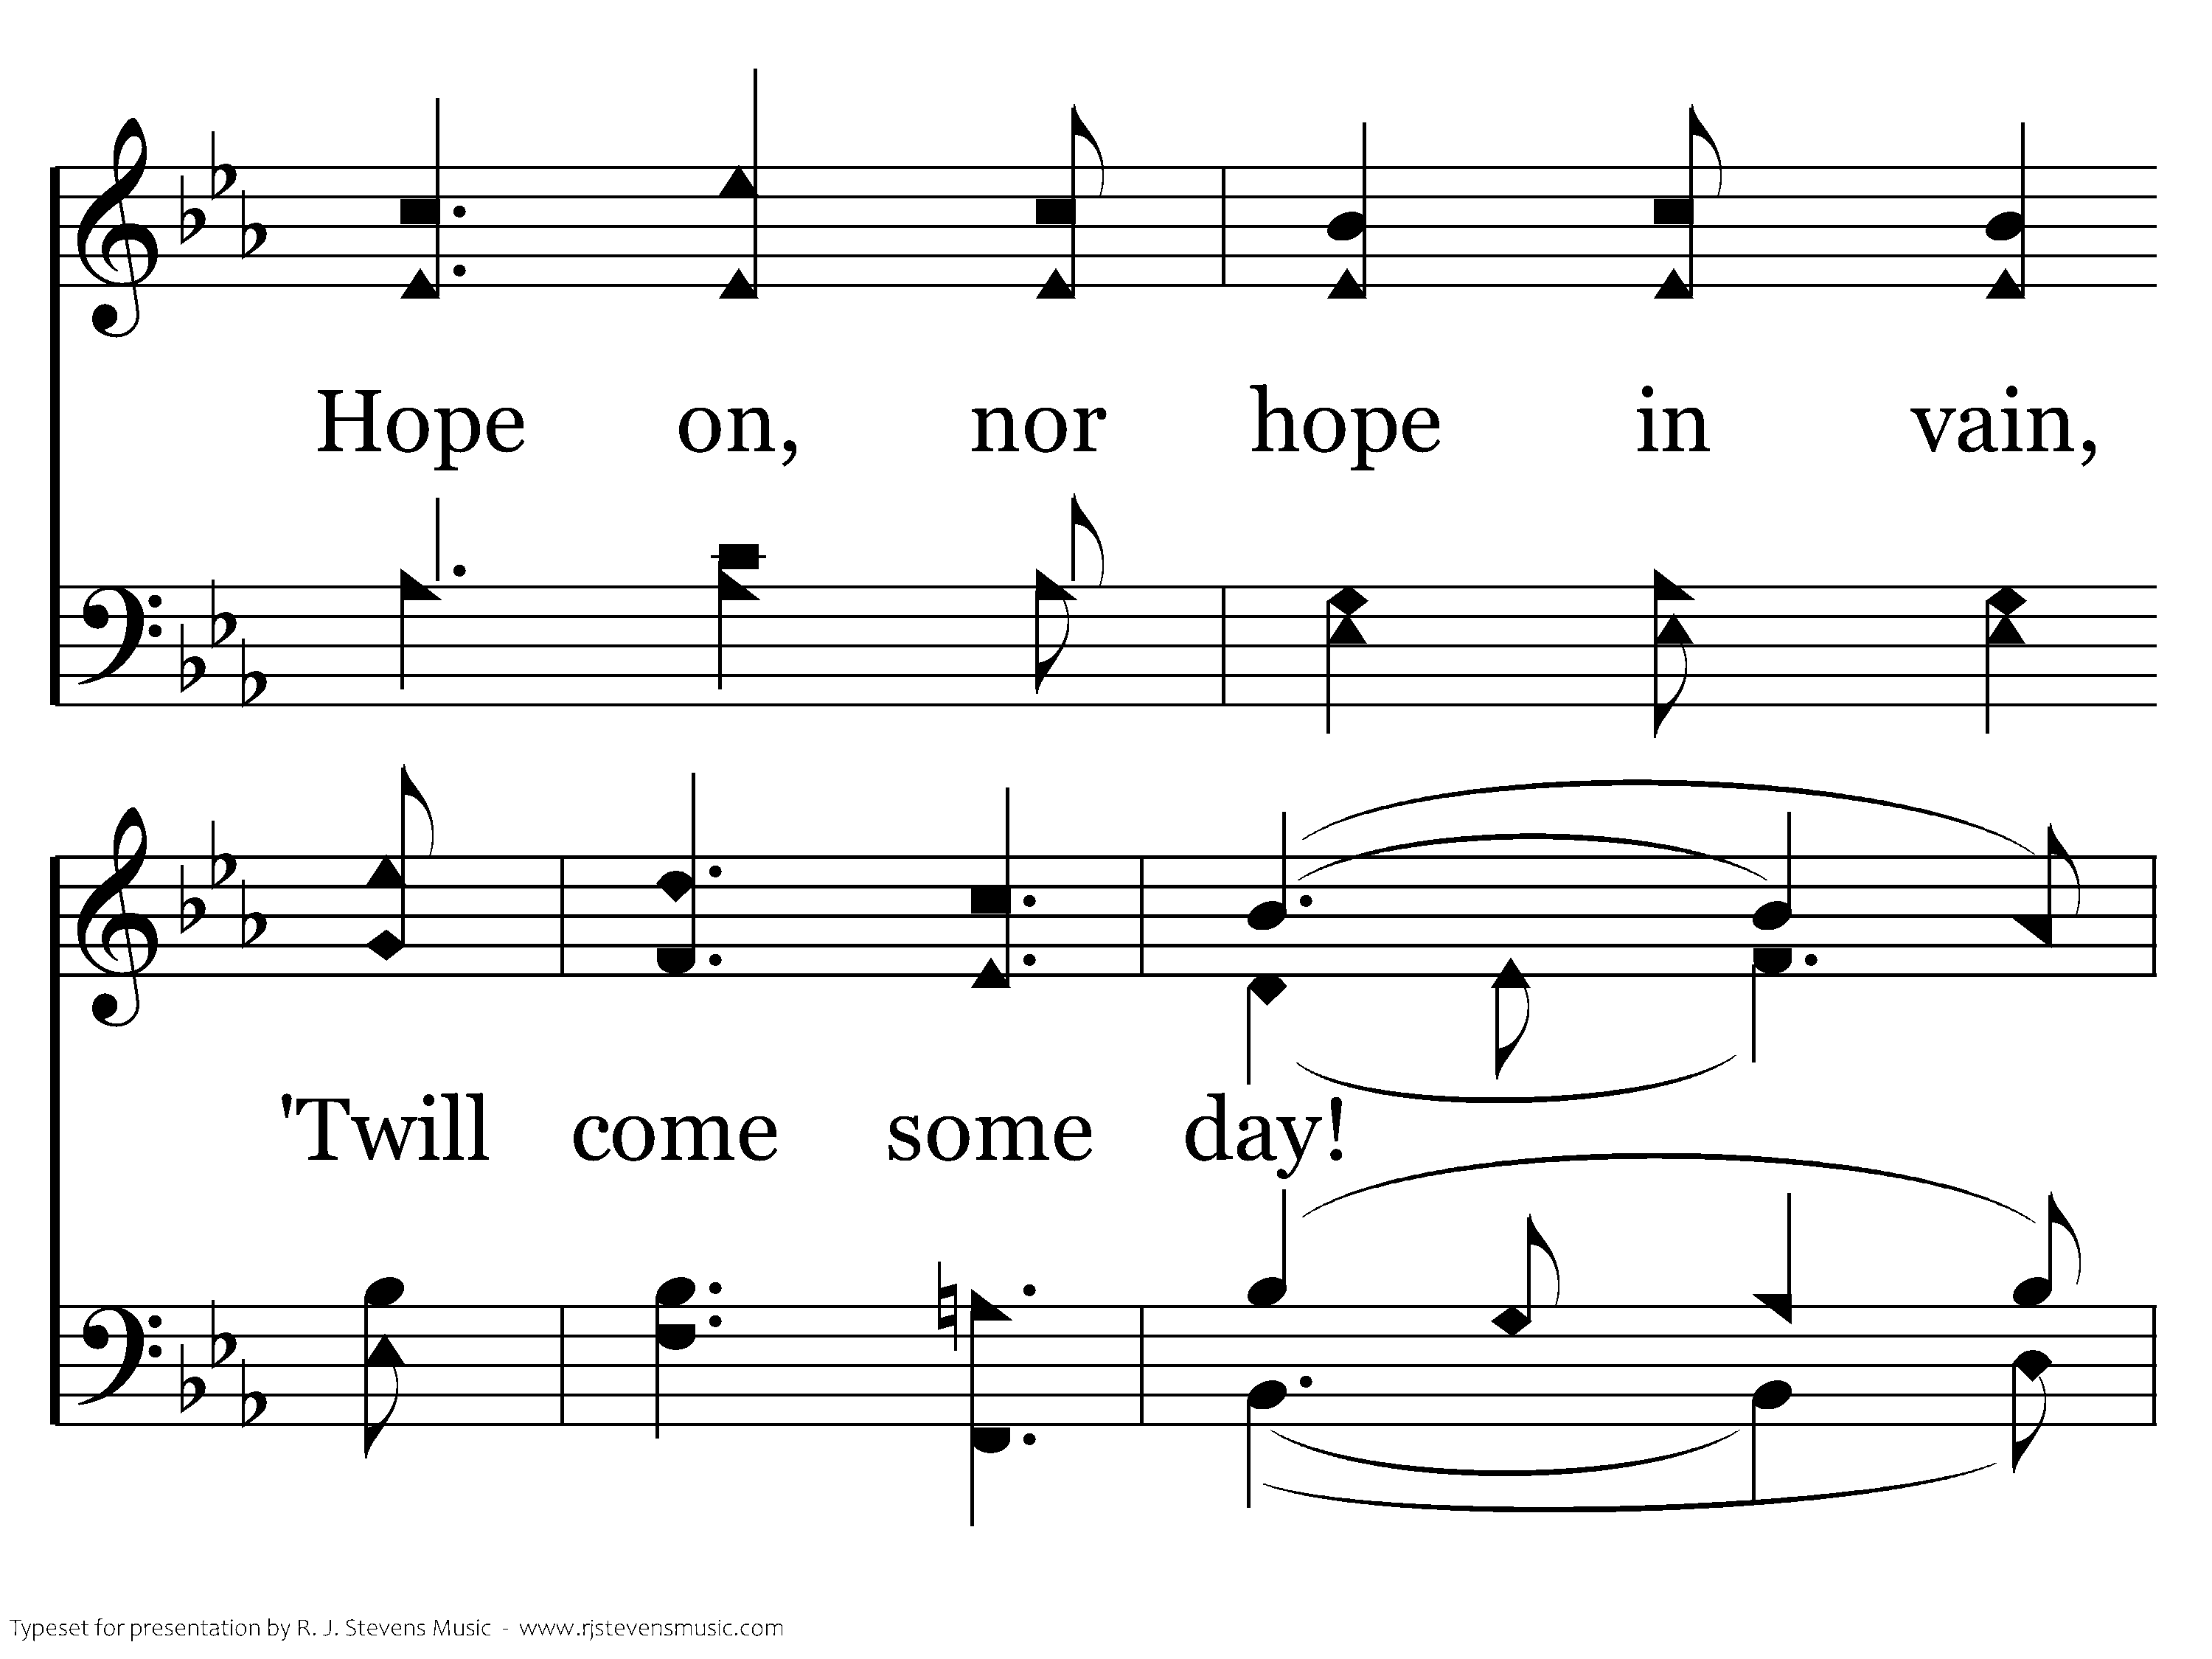 Hope on, nor hope in vain,
'Twill come some day!
Typeset for presentation by R. J. Stevens Music - www.rjstevensmusic.com